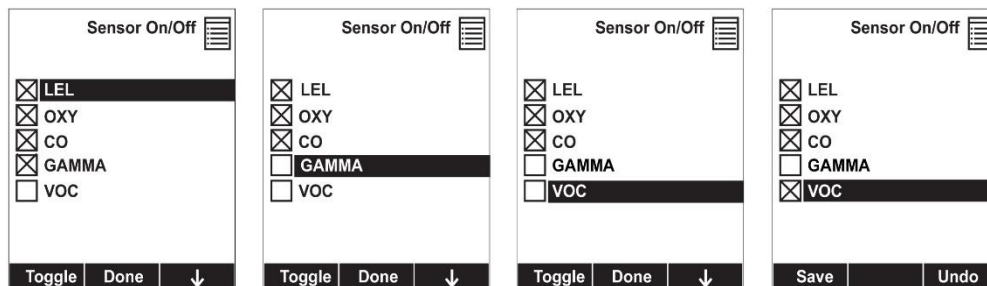 Sensor On/Off
LEL
OXY
CO
GAMMA
VOC
Toggle Done ↓
Sensor On/Off
LEL
OXY
CO
GAMMA
VOC
Toggle Done ↓
Sensor On/Off
LEL
OXY
CO
GAMMA
VOC
Toggle Done ↓
Sensor On/Off
LEL
OXY
CO
GAMMA
VOC
Save Undo